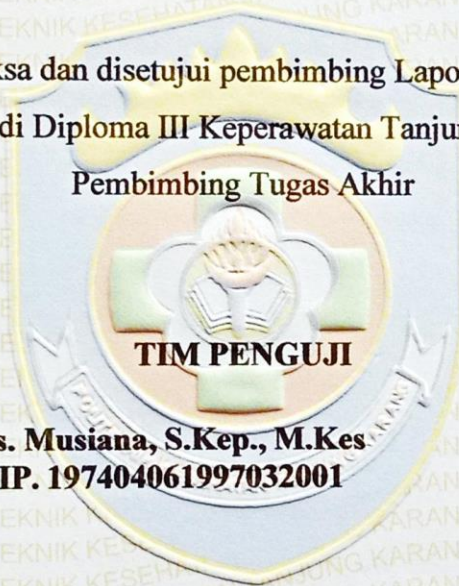 ksa dan disetujui pembimbing Lapo
di Diploma III Keperawatan Tanju
Pembimbing Tugas Akhir
TIM PENGUJI
s. Musiana, S.Kep., M.Kes
IP. 197404061997032001